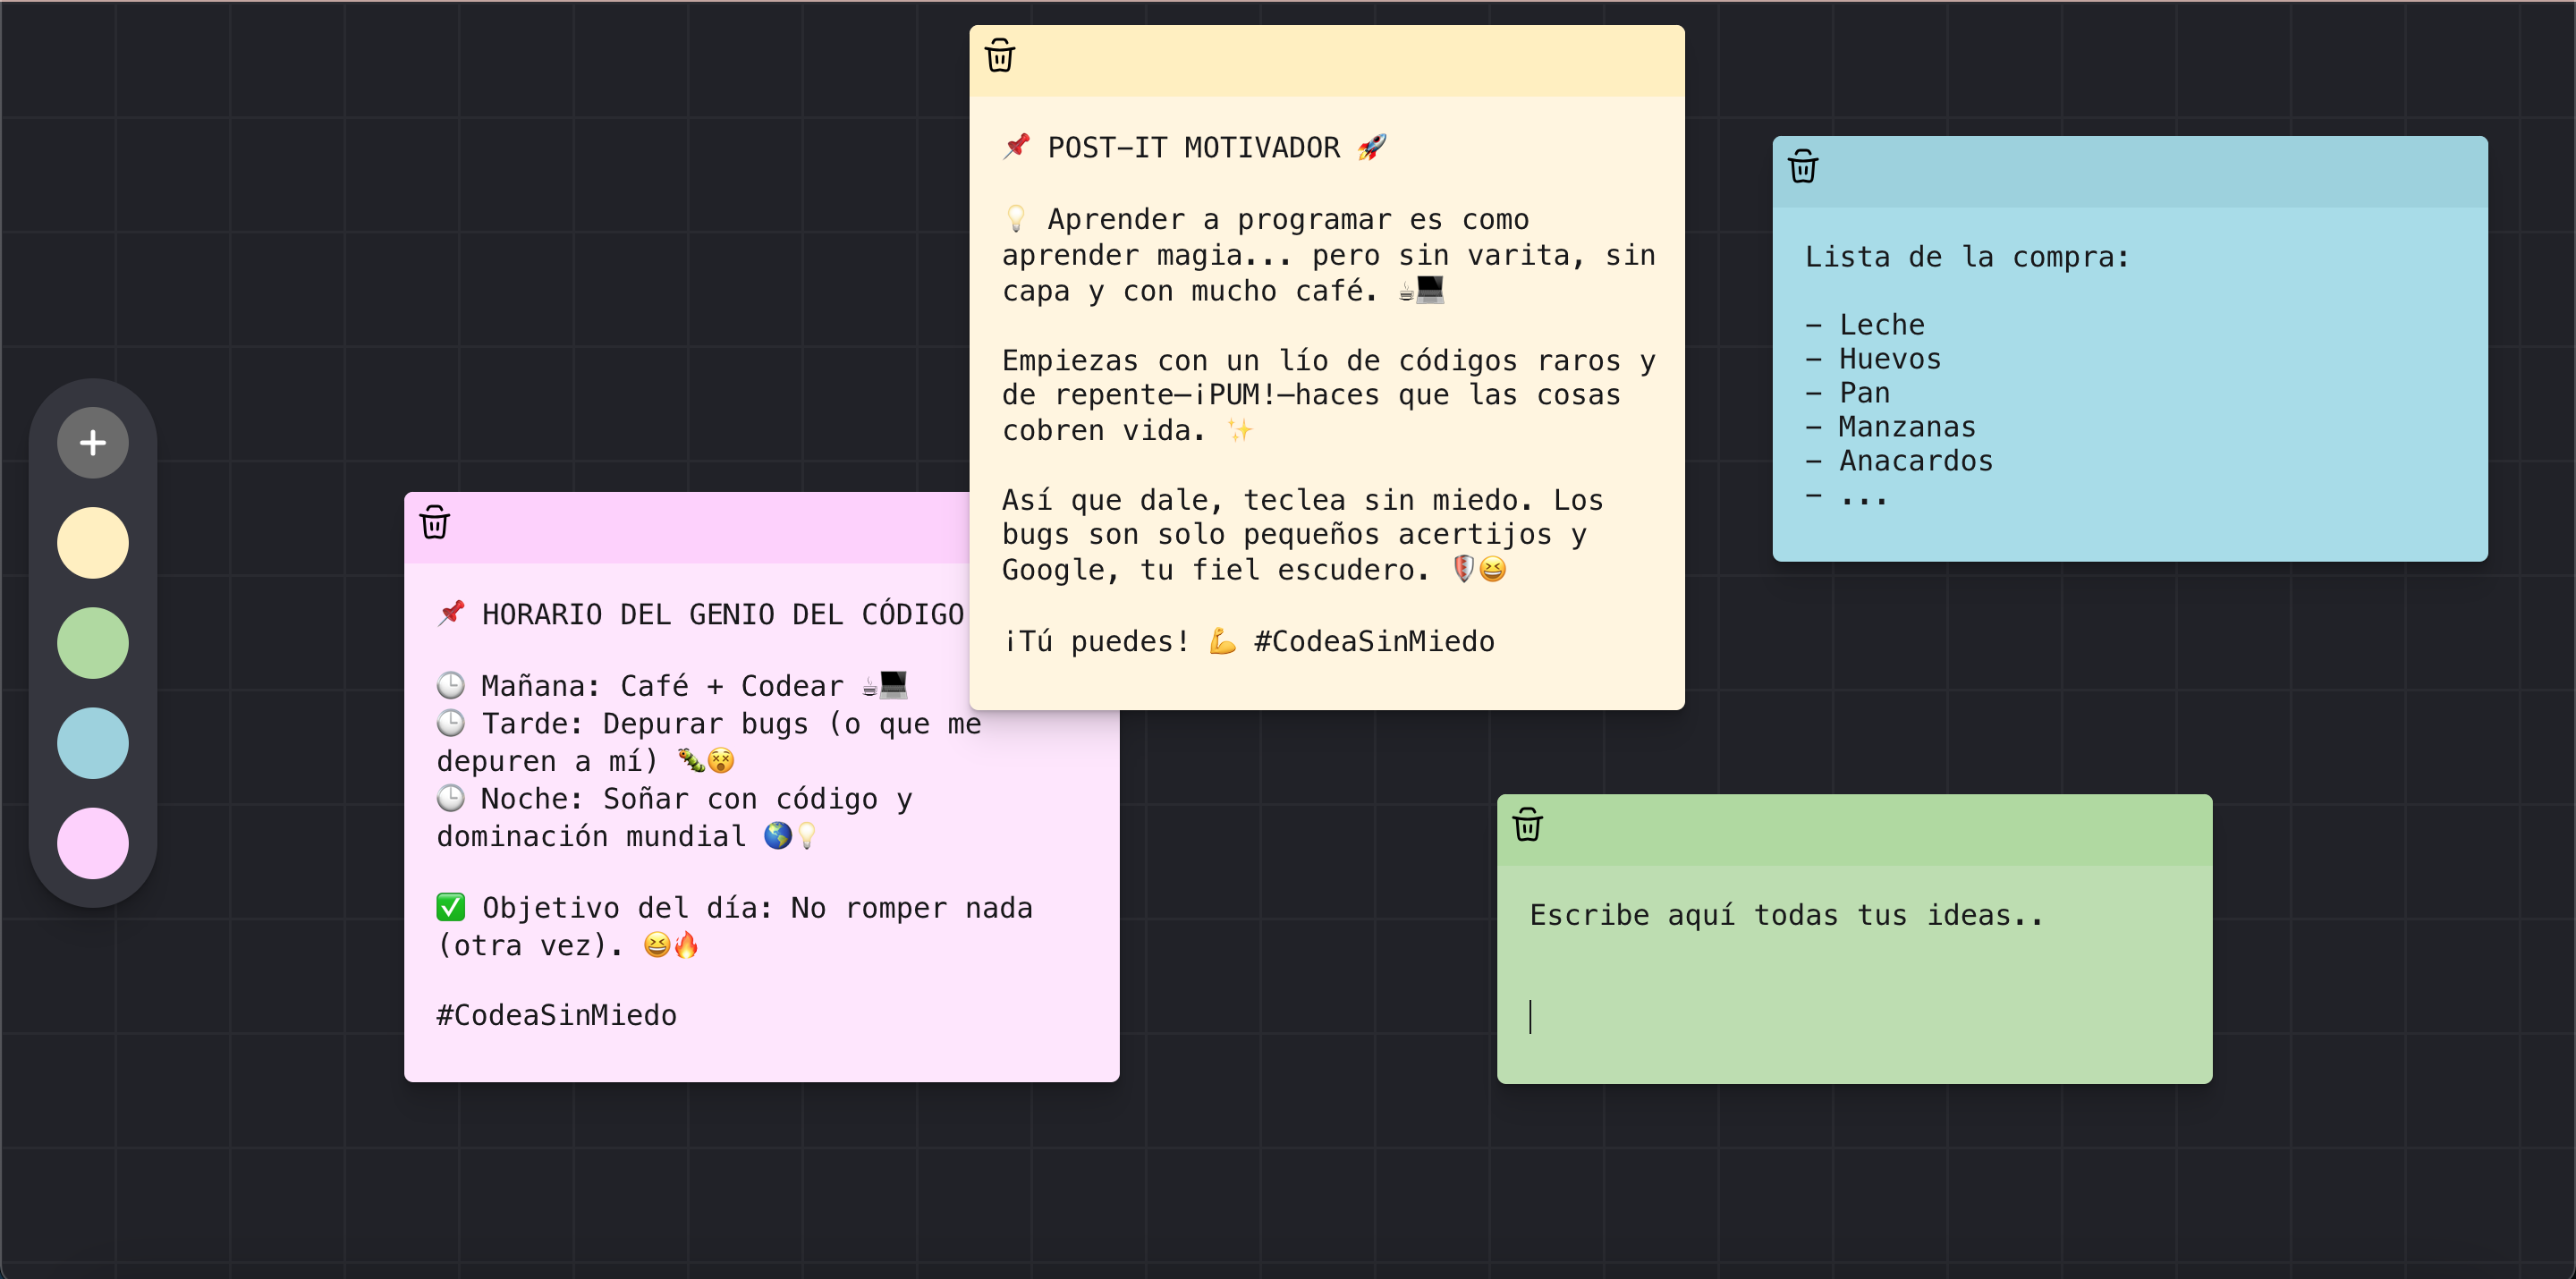 📌 POST-IT MOTIVADOR 🚀
💡 Aprender a programar es como
aprender magia... pero sin varita, sin
capa y con mucho café. ☕💻
Empiezas con un lío de códigos raros y
de repente—¡PUM!—haces que las cosas
cobren vida. ✨
Así que dale, teclea sin miedo. Los
bugs son solo pequeños acertijos y
Google, tu fiel escudero. 🛡️😆
¡Tú puedes! 💪 #CodeaSinMiedo
Lista de la compra:
- Leche
- Huevos
- Pan
- Manzanas
- Anacardos
- ...
📌 HORARIO DEL GENIO DEL CÓDIGO
🕒 Mañana: Café + Codear ☕💻
🕒 Tarde: Depurar bugs (o que me
depuren a mí) 🐛😵
🕒 Noche: Soñar con código y
dominación mundial 🌎💡
✅ Objetivo del día: No romper nada
(otra vez). 😆🔥
#CodeaSinMiedo
Escribe aquí todas tus ideas..